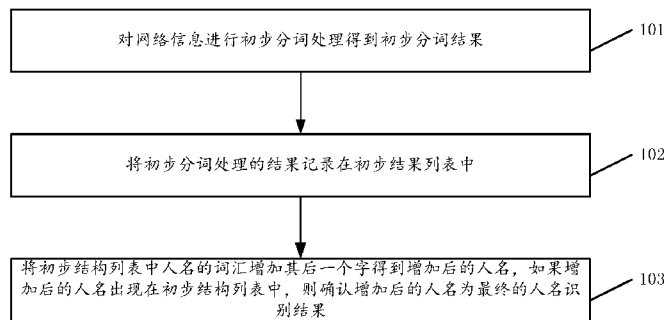 对网络信息进行初步分词处理得到初步分词结果
101
将初步分词处理的结果记录在初步结果列表中
102
将初步结构列表中人名的词汇增加其后一个字得到增加后的人名，如果增
加后的人名出现在初步结构列表中，则确认增加后的人名为最终的人名识
别结果
103